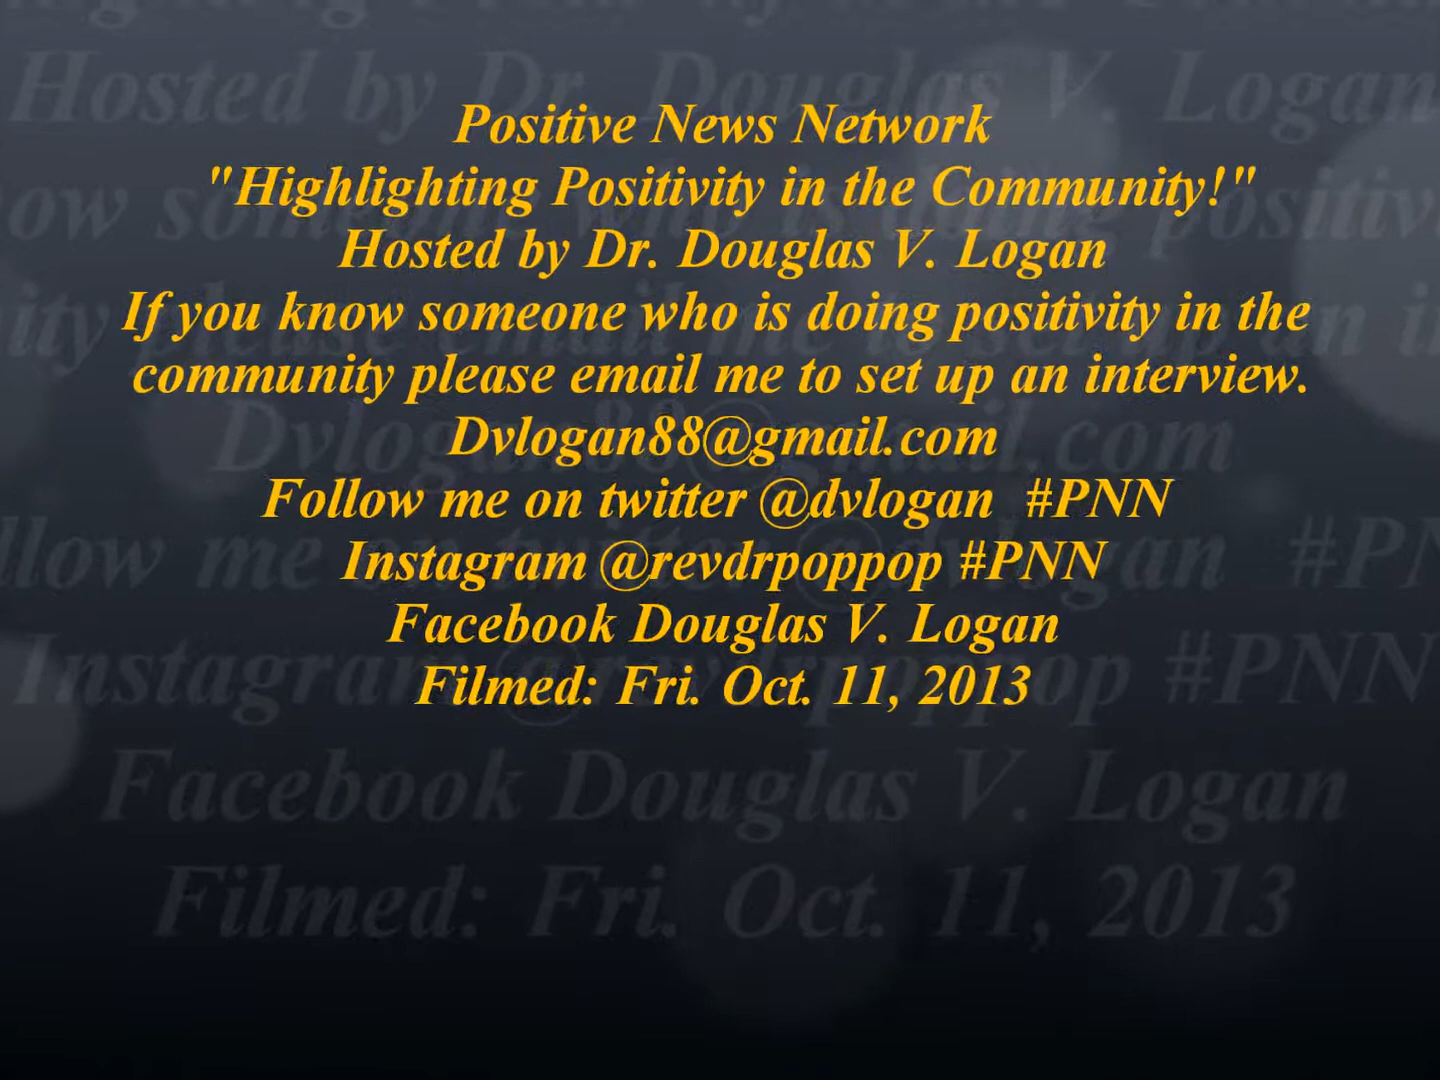 Positive News Network
"Highlighting Positivity in the Community!"
Hosted by Dr. Douglas V. Logan
If you know someone who is doing positivity in the
community please email me to set up an interview.
Dvlogan88@gmail.com
Follow me on twitter @dvlogan  #PNN
Instagram @revdrpoppop #PNN
Facebook Douglas V. Logan
Filmed: Fri. Oct. 11, 2013